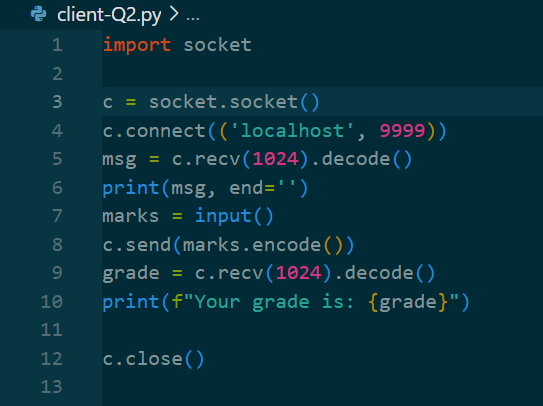 client-Q2.py > ...
1 import socket
2
3 c = socket.socket()
4 c.connect(('localhost', 9999))
5 msg = c.recv(1024).decode()
6 print(msg, end='')
7 marks = input()
8 c.send(marks.encode())
9 grade = c.recv(1024).decode()
10 print(f"Your grade is: {grade}")
11
12 c.close()
13